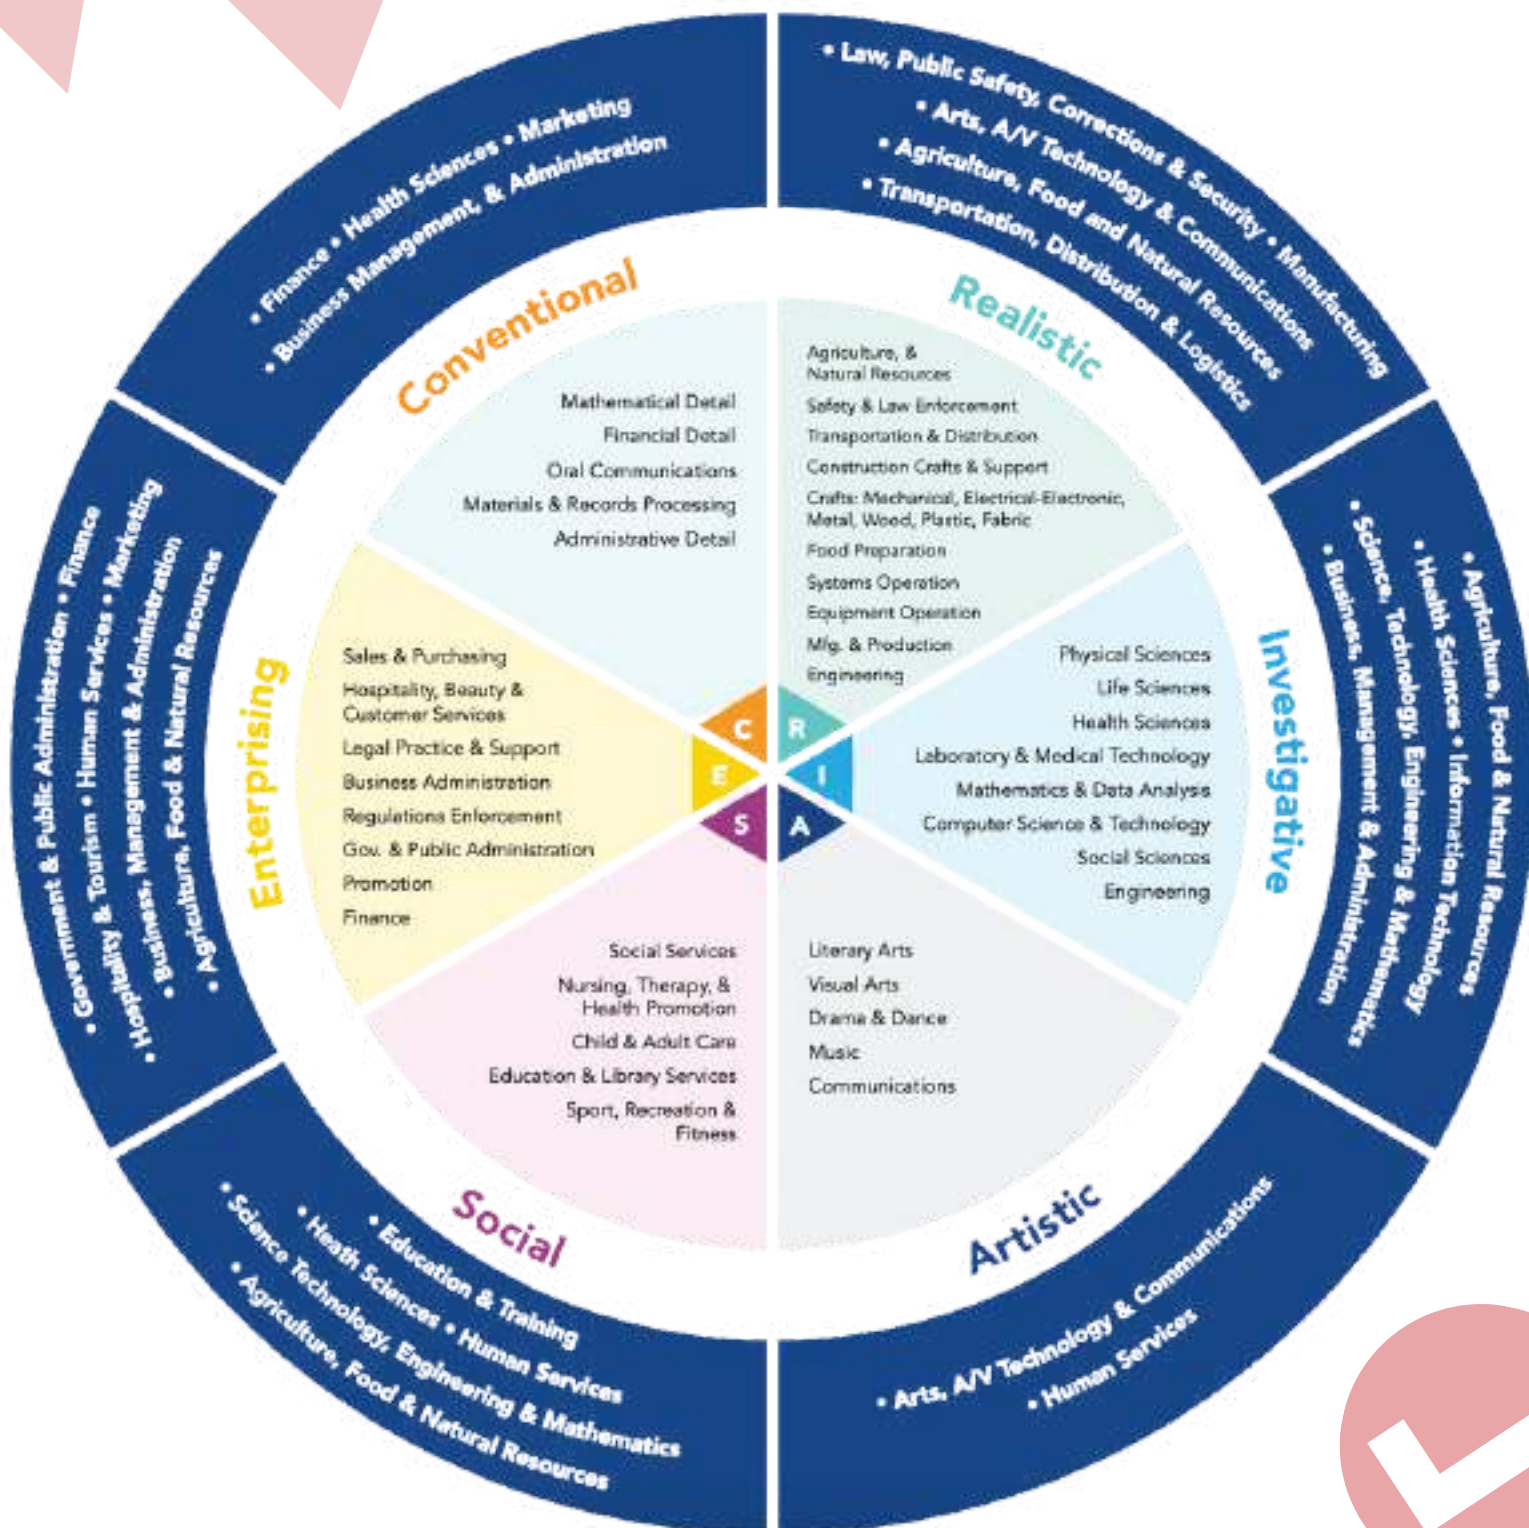 • Finance • Health Sciences • Marketing
• Business Management, & Administration
• Law, Public Safety, Corrections & Security • Manufacturing
• Arts, A/V Technology & Communications
• Agriculture, Food and Natural Resources
• Transportation, Distribution & Logistics
• Agriculture, Food & Natural Resources
• Health Sciences • Information Technology
• Science, Technology, Engineering & Mathematics
• Business, Management & Administration
• Arts, A/V Technology & Communications
• Human Services
• Education & Training
• Heath Sciences • Human Services
• Science Technology, Engineering & Mathematics
• Agriculture, Food & Natural Resources
• Government & Public Administration • Finance
• Hospitality & Tourism • Human Services • Marketing
• Business, Management & Administration
• Agriculture, Food & Natural Resources
Conventional
Mathematical Detail
Financial Detail
Oral Communications
Materials & Records Processing
Administrative Detail
Realistic
Agriculture, &
Natural Resources
Safety & Law Enforcement
Transportation & Distribution
Construction Crafts & Support
Crafts: Mechanical, Electrical-Electronic,
Metal, Wood, Plastic, Fabric
Food Preparation
Systems Operation
Equipment Operation
Mfg. & Production
Engineering
Investigative
Physical Sciences
Life Sciences
Health Sciences
Laboratory & Medical Technology
Mathematics & Data Analysis
Computer Science & Technology
Social Sciences
Engineering
Artistic
Literary Arts
Visual Arts
Drama & Dance
Music
Communications
Social
Social Services
Nursing, Therapy, &
Health Promotion
Child & Adult Care
Education & Library Services
Sport, Recreation &
Fitness
Enterprising
Sales & Purchasing
Hospitality, Beauty &
Customer Services
Legal Practice & Support
Business Administration
Regulations Enforcement
Gov. & Public Administration
Promotion
Finance
C
R
E
I
S
A